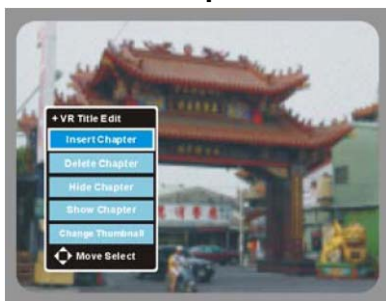 + VR Title Edit
Insert Chapter
Delete Chapter
Hide Chapter
Show Chapter
Change Thumbnail
Move Select